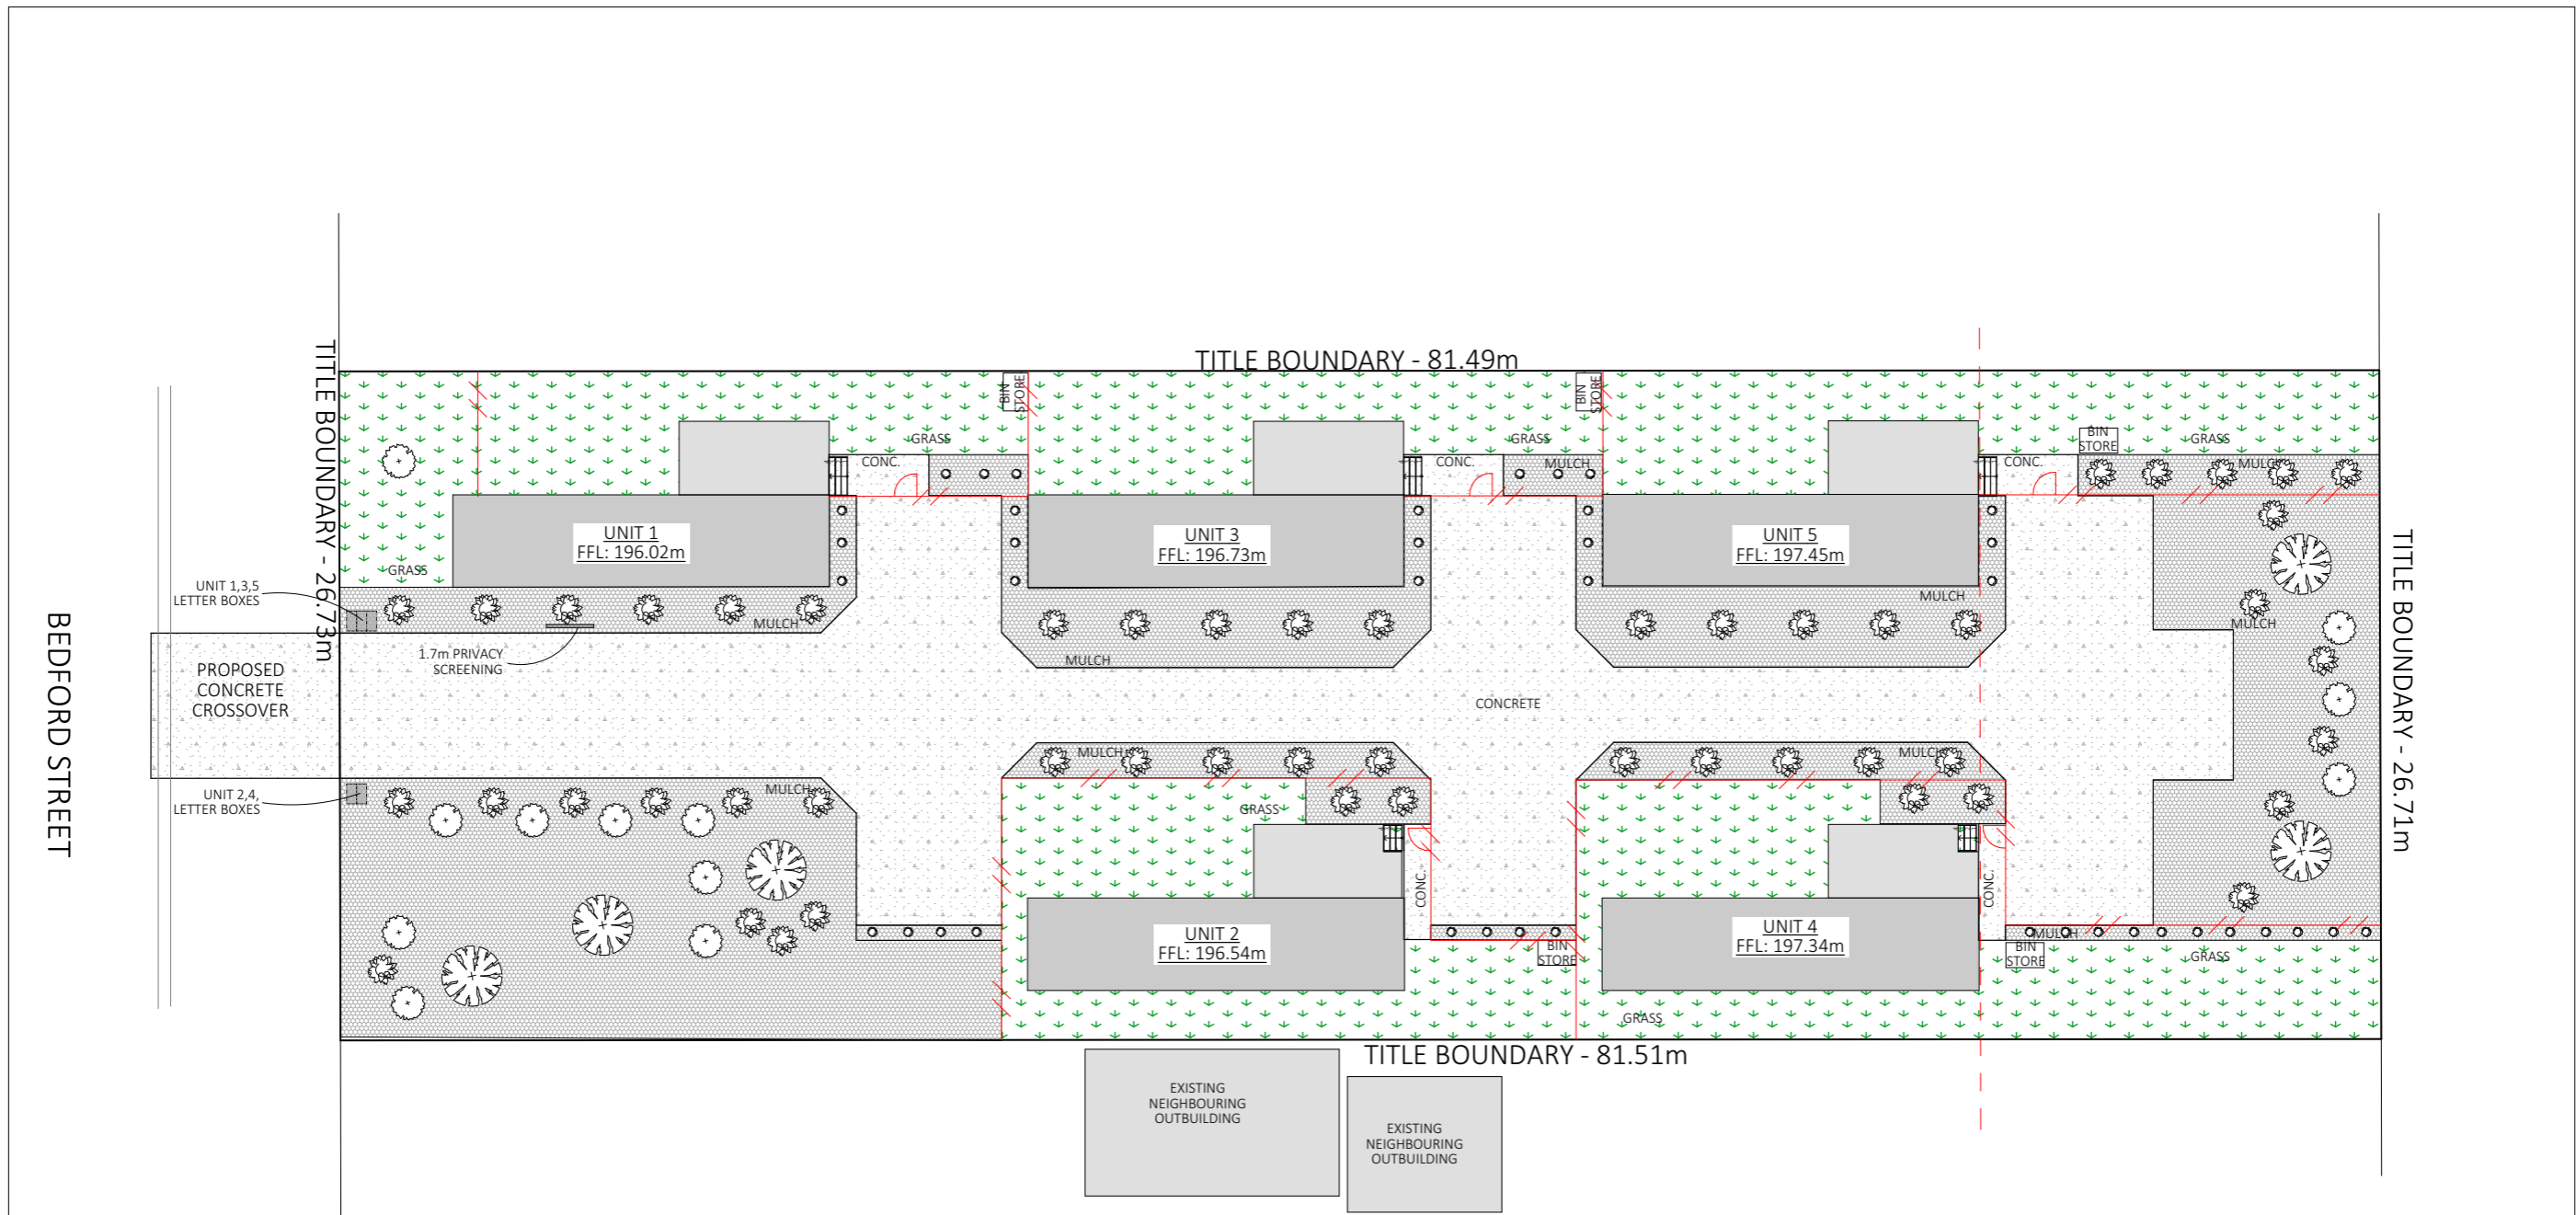 TITLE BOUNDARY - 81.49m
TITLE BOUNDARY - 26.73m
BIN
STORE
BIN
STORE
GRASS
GRASS
BIN
STORE
GRASS
CONC.
CONC.
MULCH
CONC.
MULCH
UNIT 1
FFL: 196.02m
UNIT 3
FFL: 196.73m
UNIT 5
FFL: 197.45m
GRASS
UNIT 1,3,5
LETTER BOXES
MULCH
MULCH
MULCH
1.7m PRIVACY
SCREENING
MULCH
BEDFORD STREET
PROPOSED
CONCRETE
CROSSOVER
CONCRETE
TITLE BOUNDARY - 26.71m
MULCH
MULCH
UNIT 2,4,
LETTER BOXES
MULCH
GRASS
CONC.
CONC.
UNIT 2
FFL: 196.54m
UNIT 4
FFL: 197.34m
BIN
STORE
MULCH
BIN
STORE
GRASS
GRASS
TITLE BOUNDARY - 81.51m
EXISTING
NEIGHBOURING
OUTBUILDING
EXISTING
NEIGHBOURING
OUTBUILDING